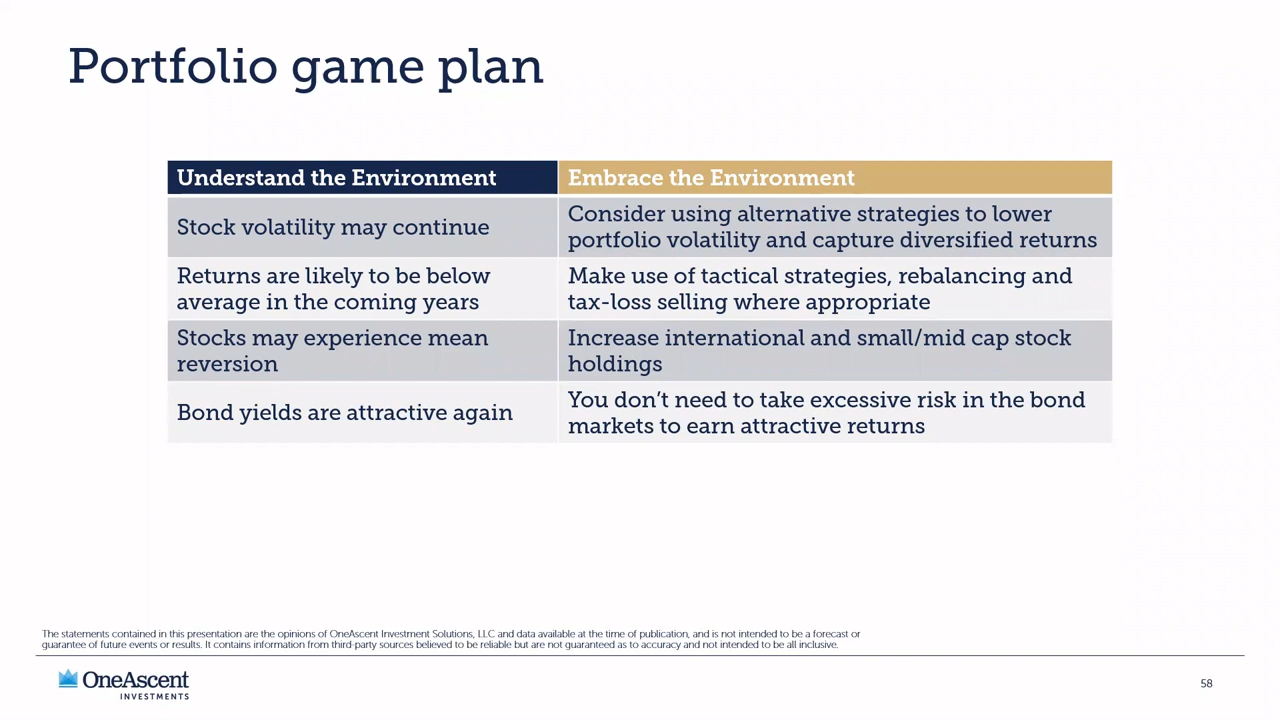 Portfolio game plan
Understand the Environment
Embrace the Environment
Stock volatility may continue
Consider using alternative strategies to lower
portfolio volatility and capture diversified returns
Returns are likely to be below
average in the coming years
Make use of tactical strategies, rebalancing and
tax-loss selling where appropriate
Stocks may experience mean
reversion
Increase international and small/mid cap stock
holdings
Bond yields are attractive again
You don’t need to take excessive risk in the bond
markets to earn attractive returns
The statements contained in this presentation are the opinions of OneAscent Investment Solutions, LLC and data available at the time of publication, and is not intended to be a forecast or
guarantee of future events or results. It contains information from third-party sources believed to be reliable but are not guaranteed as to accuracy and not intended to be all inclusive.
OneAscent
INVESTMENTS
58